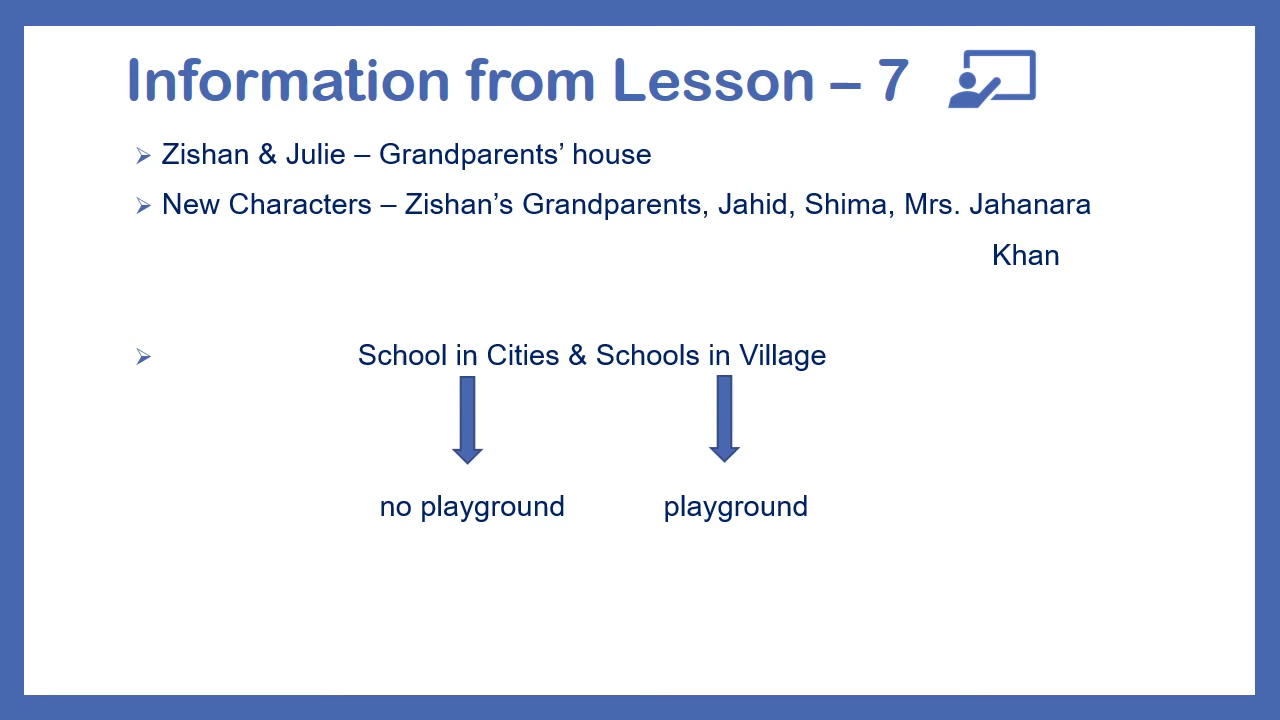 Information from Lesson – 7
Zishan & Julie – Grandparents’ house
New Characters – Zishan’s Grandparents, Jahid, Shima, Mrs. Jahanara
Khan
School in Cities & Schools in Village
no playground playground